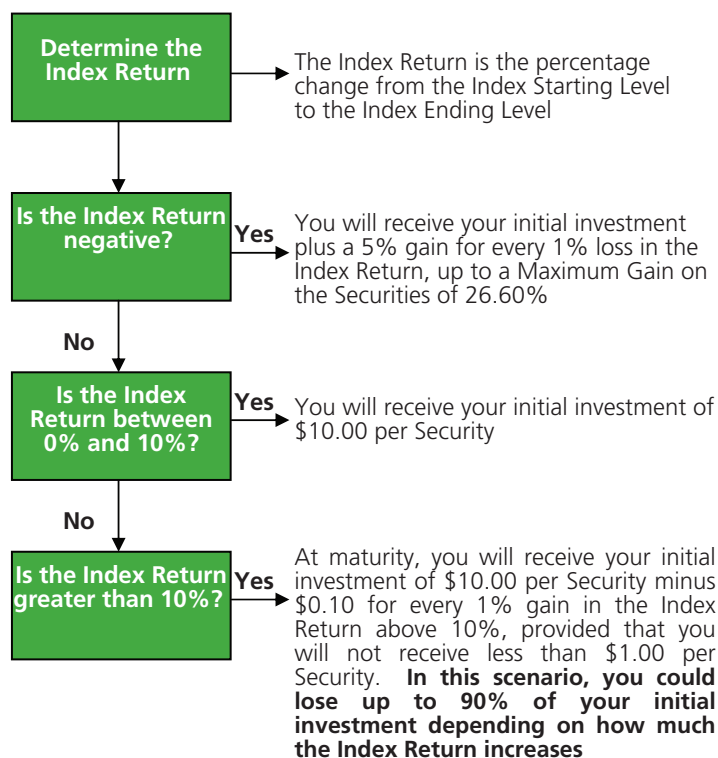 Determine the
Index Return
The Index Return is the percentage
change from the Index Starting Level
to the Index Ending Level
Is the Index Return
negative?
Yes
You will receive your initial investment
plus a 5% gain for every 1% loss in the
Index Return, up to a Maximum Gain on
the Securities of 26.60%
No
Is the Index
Return between
0% and 10%?
Yes
You will receive your initial investment of
$10.00 per Security
No
Is the Index Return
greater than 10%?
Yes
At maturity, you will receive your initial
investment of $10.00 per Security minus
$0.10 for every 1% gain in the Index
Return above 10%, provided that you
will not receive less than $1.00 per
Security. In this scenario, you could
lose up to 90% of your initial
investment depending on how much
the Index Return increases